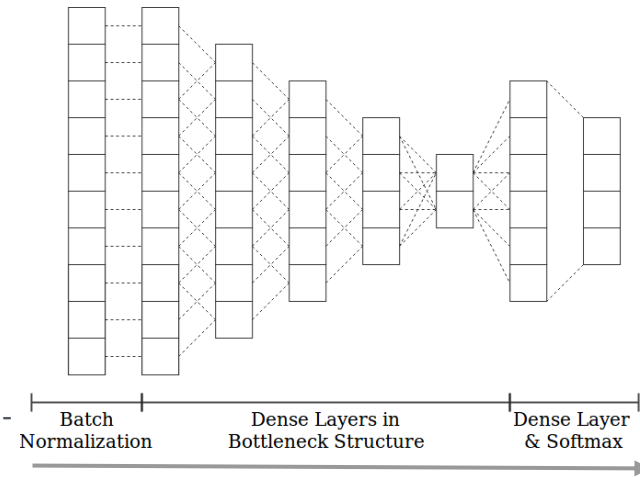 Batch
Normalization
Dense Layers in
Bottleneck Structure
Dense Layer
& Softmax